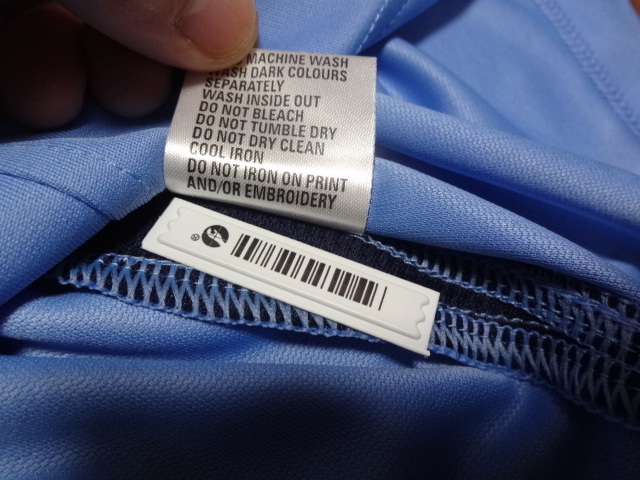 MACHINE WASH
WASH DARK COLOURS
SEPARATELY
WASH INSIDE OUT
DO NOT BLEACH
DO NOT TUMBLE DRY
DO NOT DRY CLEAN
COOL IRON
DO NOT IRON ON PRINT
AND/OR EMBROIDERY
®